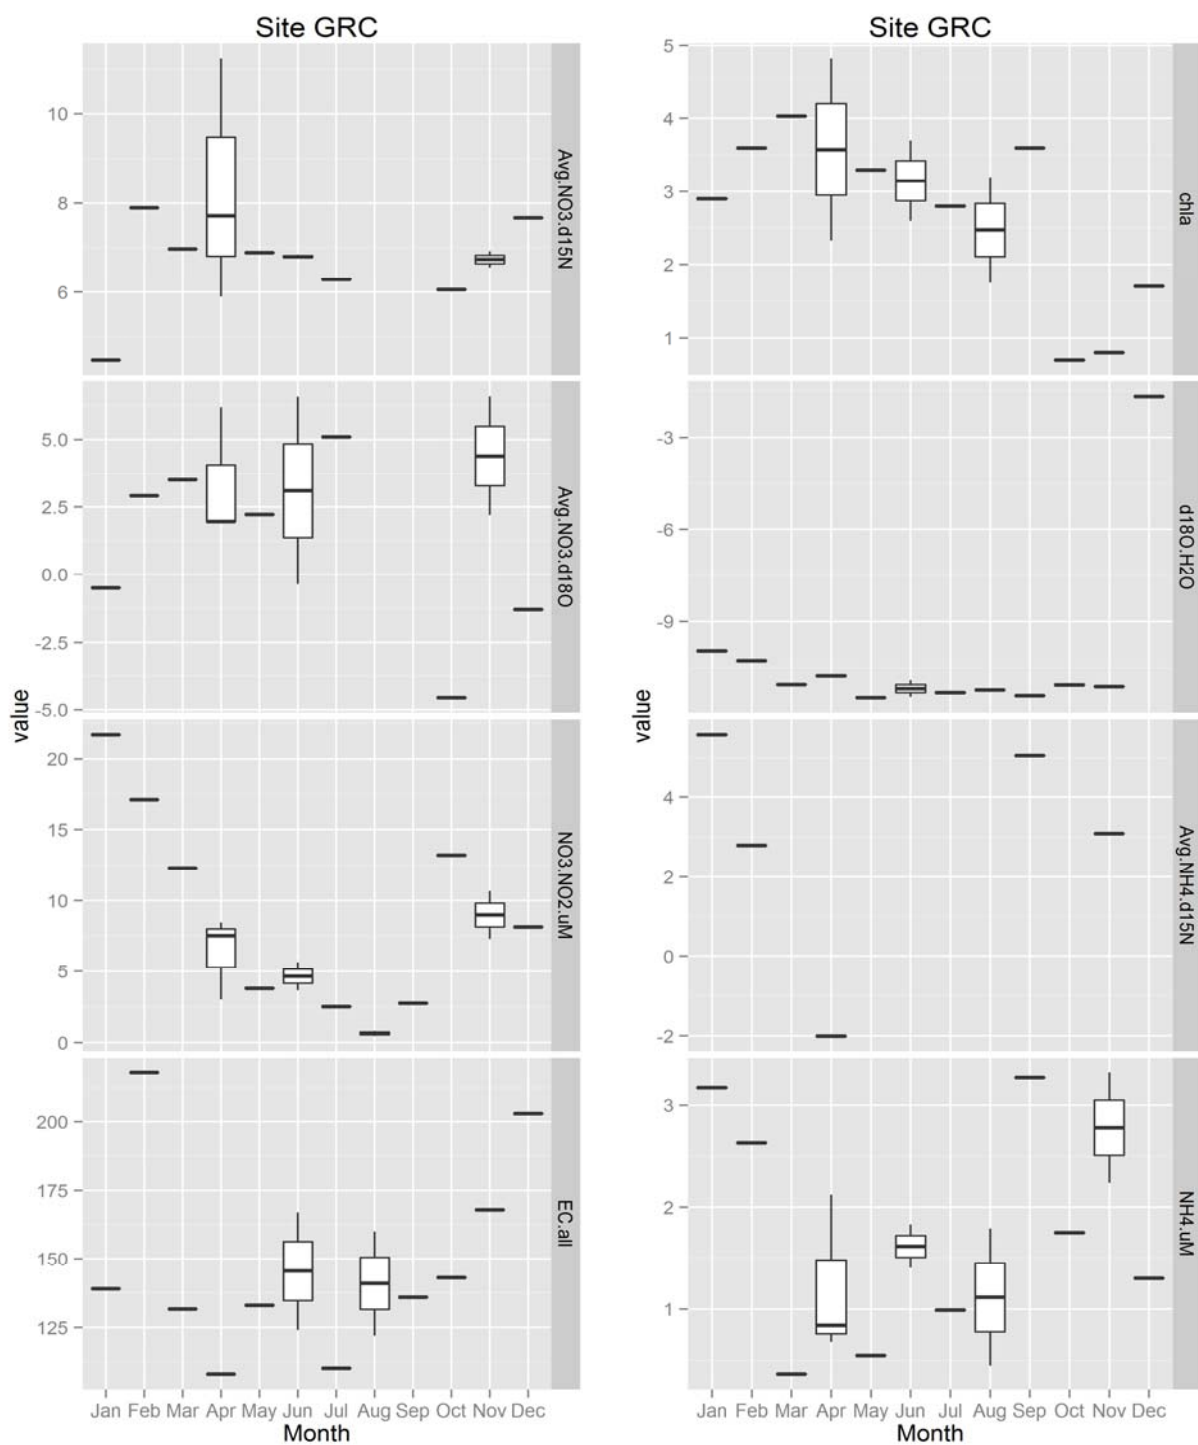 Site GRC
10
8
6
Avg.NO3.d15N
5.0
2.5
0.0
-2.5
-5.0
Avg.NO3.d18O
value
20
15
10
5
0
NO3.NO2.uM
200
175
150
125
EC.all
Jan Feb Mar Apr May Jun Jul Aug Sep Oct Nov Dec
Month
Site GRC
5
4
3
2
1
chla
-3
-6
-9
d18O.H2O
value
4
2
0
-2
Avg.NH4.d15N
3
2
1
NH4.uM
Jan Feb Mar Apr May Jun Jul Aug Sep Oct Nov Dec
Month